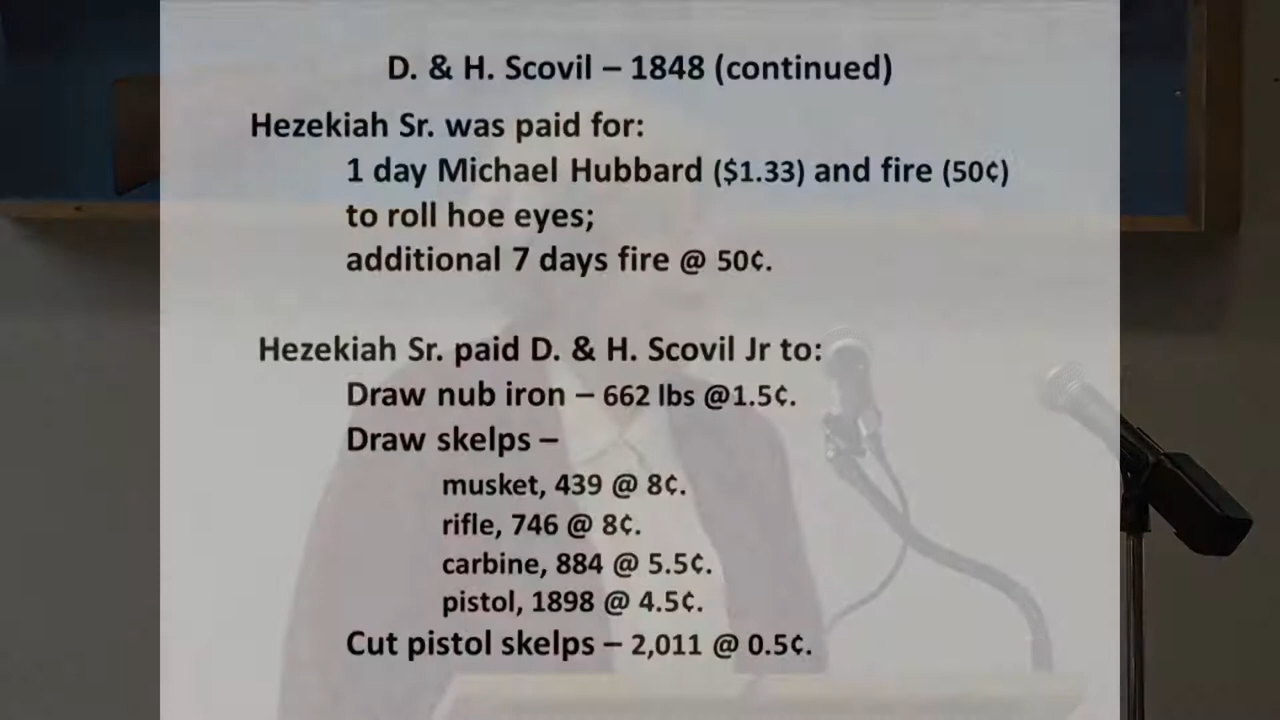 D. & H. Scovil – 1848 (continued)
Hezekiah Sr. was paid for:
1 day Michael Hubbard ($1.33) and fire (50¢)
to roll hoe eyes;
additional 7 days fire @ 50¢.
Hezekiah Sr. paid D. & H. Scovil Jr to:
Draw nub iron – 662 lbs @1.5¢.
Draw skelps –
musket, 439 @ 8¢.
rifle, 746 @ 8¢.
carbine, 884 @ 5.5¢.
pistol, 1898 @ 4.5¢.
Cut pistol skelps – 2,011 @ 0.5¢.